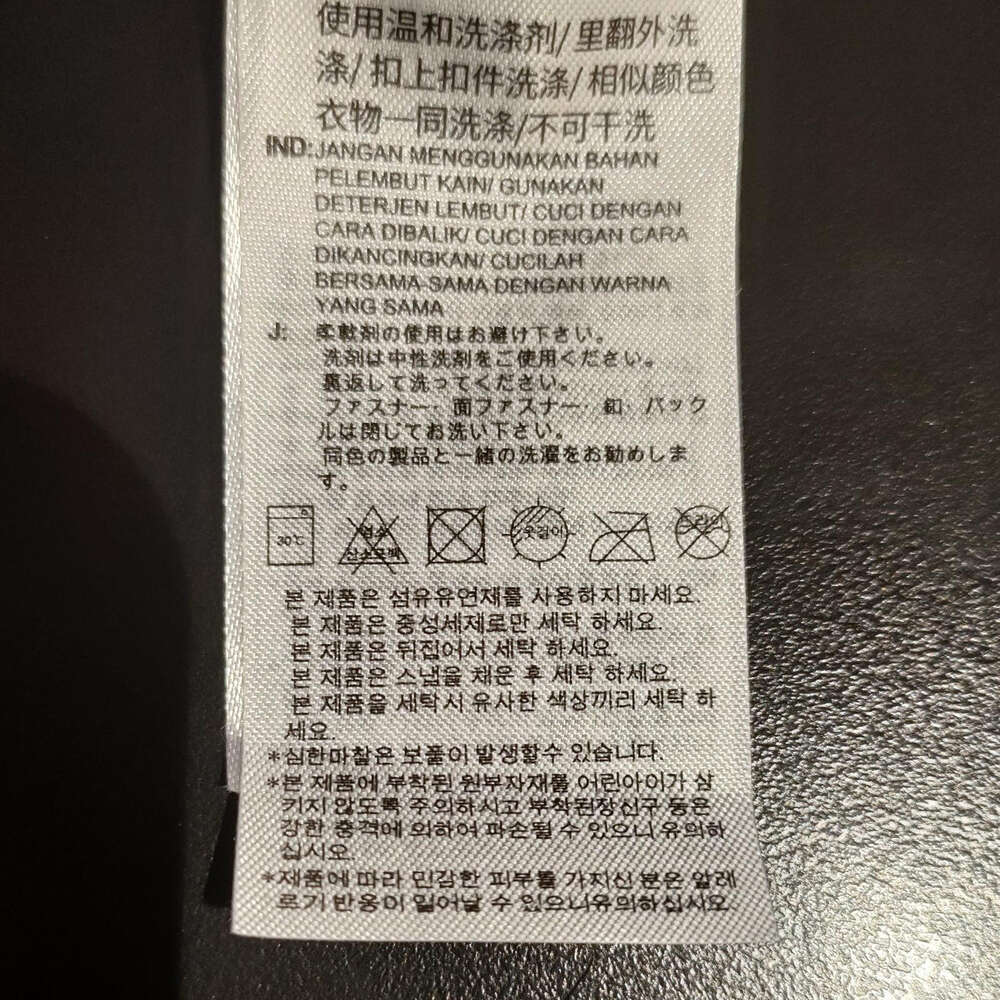 使用温和洗涤剂/里翻外洗
涤/扣上扣件洗涤/相似颜色
衣物一同洗涤/不可干洗
IND:JANGAN MENGGUNAKAN BAHAN
PELEMBUT KAIN/ GUNAKAN
DETERJEN LEMBUT/ CUCI DENGAN
CARA DIBALIK/ CUCI DENGAN CARA
DIKANCINGKAN/ CUCILAH
BERSAMA-SAMA DENGAN WARNA
YANG SAMA
J: 柔軟剤の使用はお避け下さい。
洗剤は中性洗剤をご使用ください。
裏返して洗ってください。
ファスナー・面ファスナー・釦・バック
ルは閉じてお洗い下さい。
同色の製品と一緒の洗濯をお勧めしま
す。
30℃ 염소 산소표백 옷걸이 드라이
본 제품은 섬유유연제를 사용하지 마세요.
본 제품은 중성세제로만 세탁 하세요.
본 제품은 뒤집어서 세탁 하세요.
본 제품은 스냅을 채운 후 세탁 하세요.
본 제품을 세탁시 유사한 색상끼리 세탁 하
세요.
*심한마찰은 보풀이 발생할수 있습니다.
*본 제품에 부착된 원부자재를 어린아이가 삼
키지 않도록 주의하시고 부착된장신구 등은
강한 충격에 의하여 파손될 수 있으니 유의하
십시오.
*제품에 따라 민감한 피부를 가지신 분은 알레
르기 반응이 일어날 수 있으니유의하십시오.